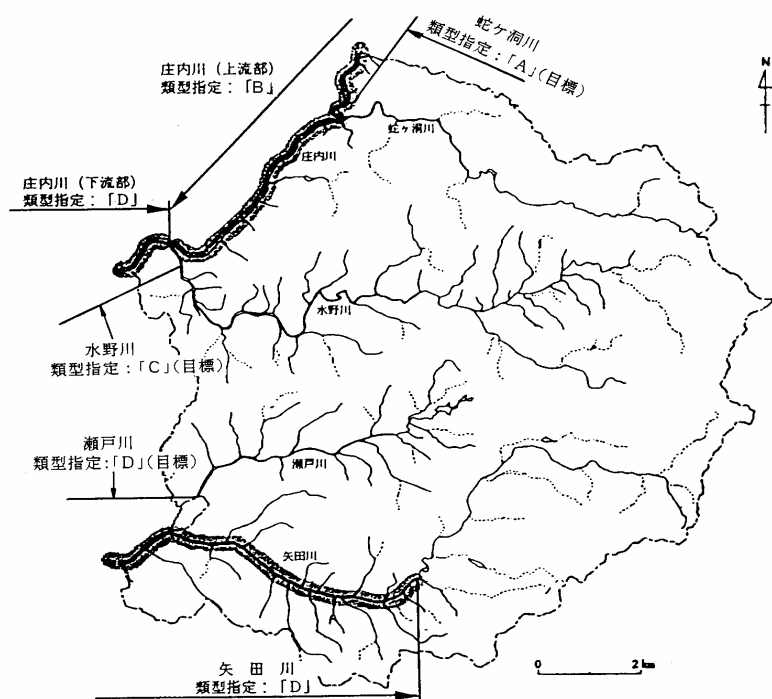 蛇ケ洞川
類型指定：「A」(目標)
庄内川（上流部）
類型指定：「B」
N
蛇ヶ洞川
庄内川
庄内川（下流部）
類型指定：「D」
水野川
水野川
類型指定：「C」(目標)
瀬戸川
類型指定：「D」(目標)
瀬戸川
矢田川
矢田川
類型指定：「D」
0 2km